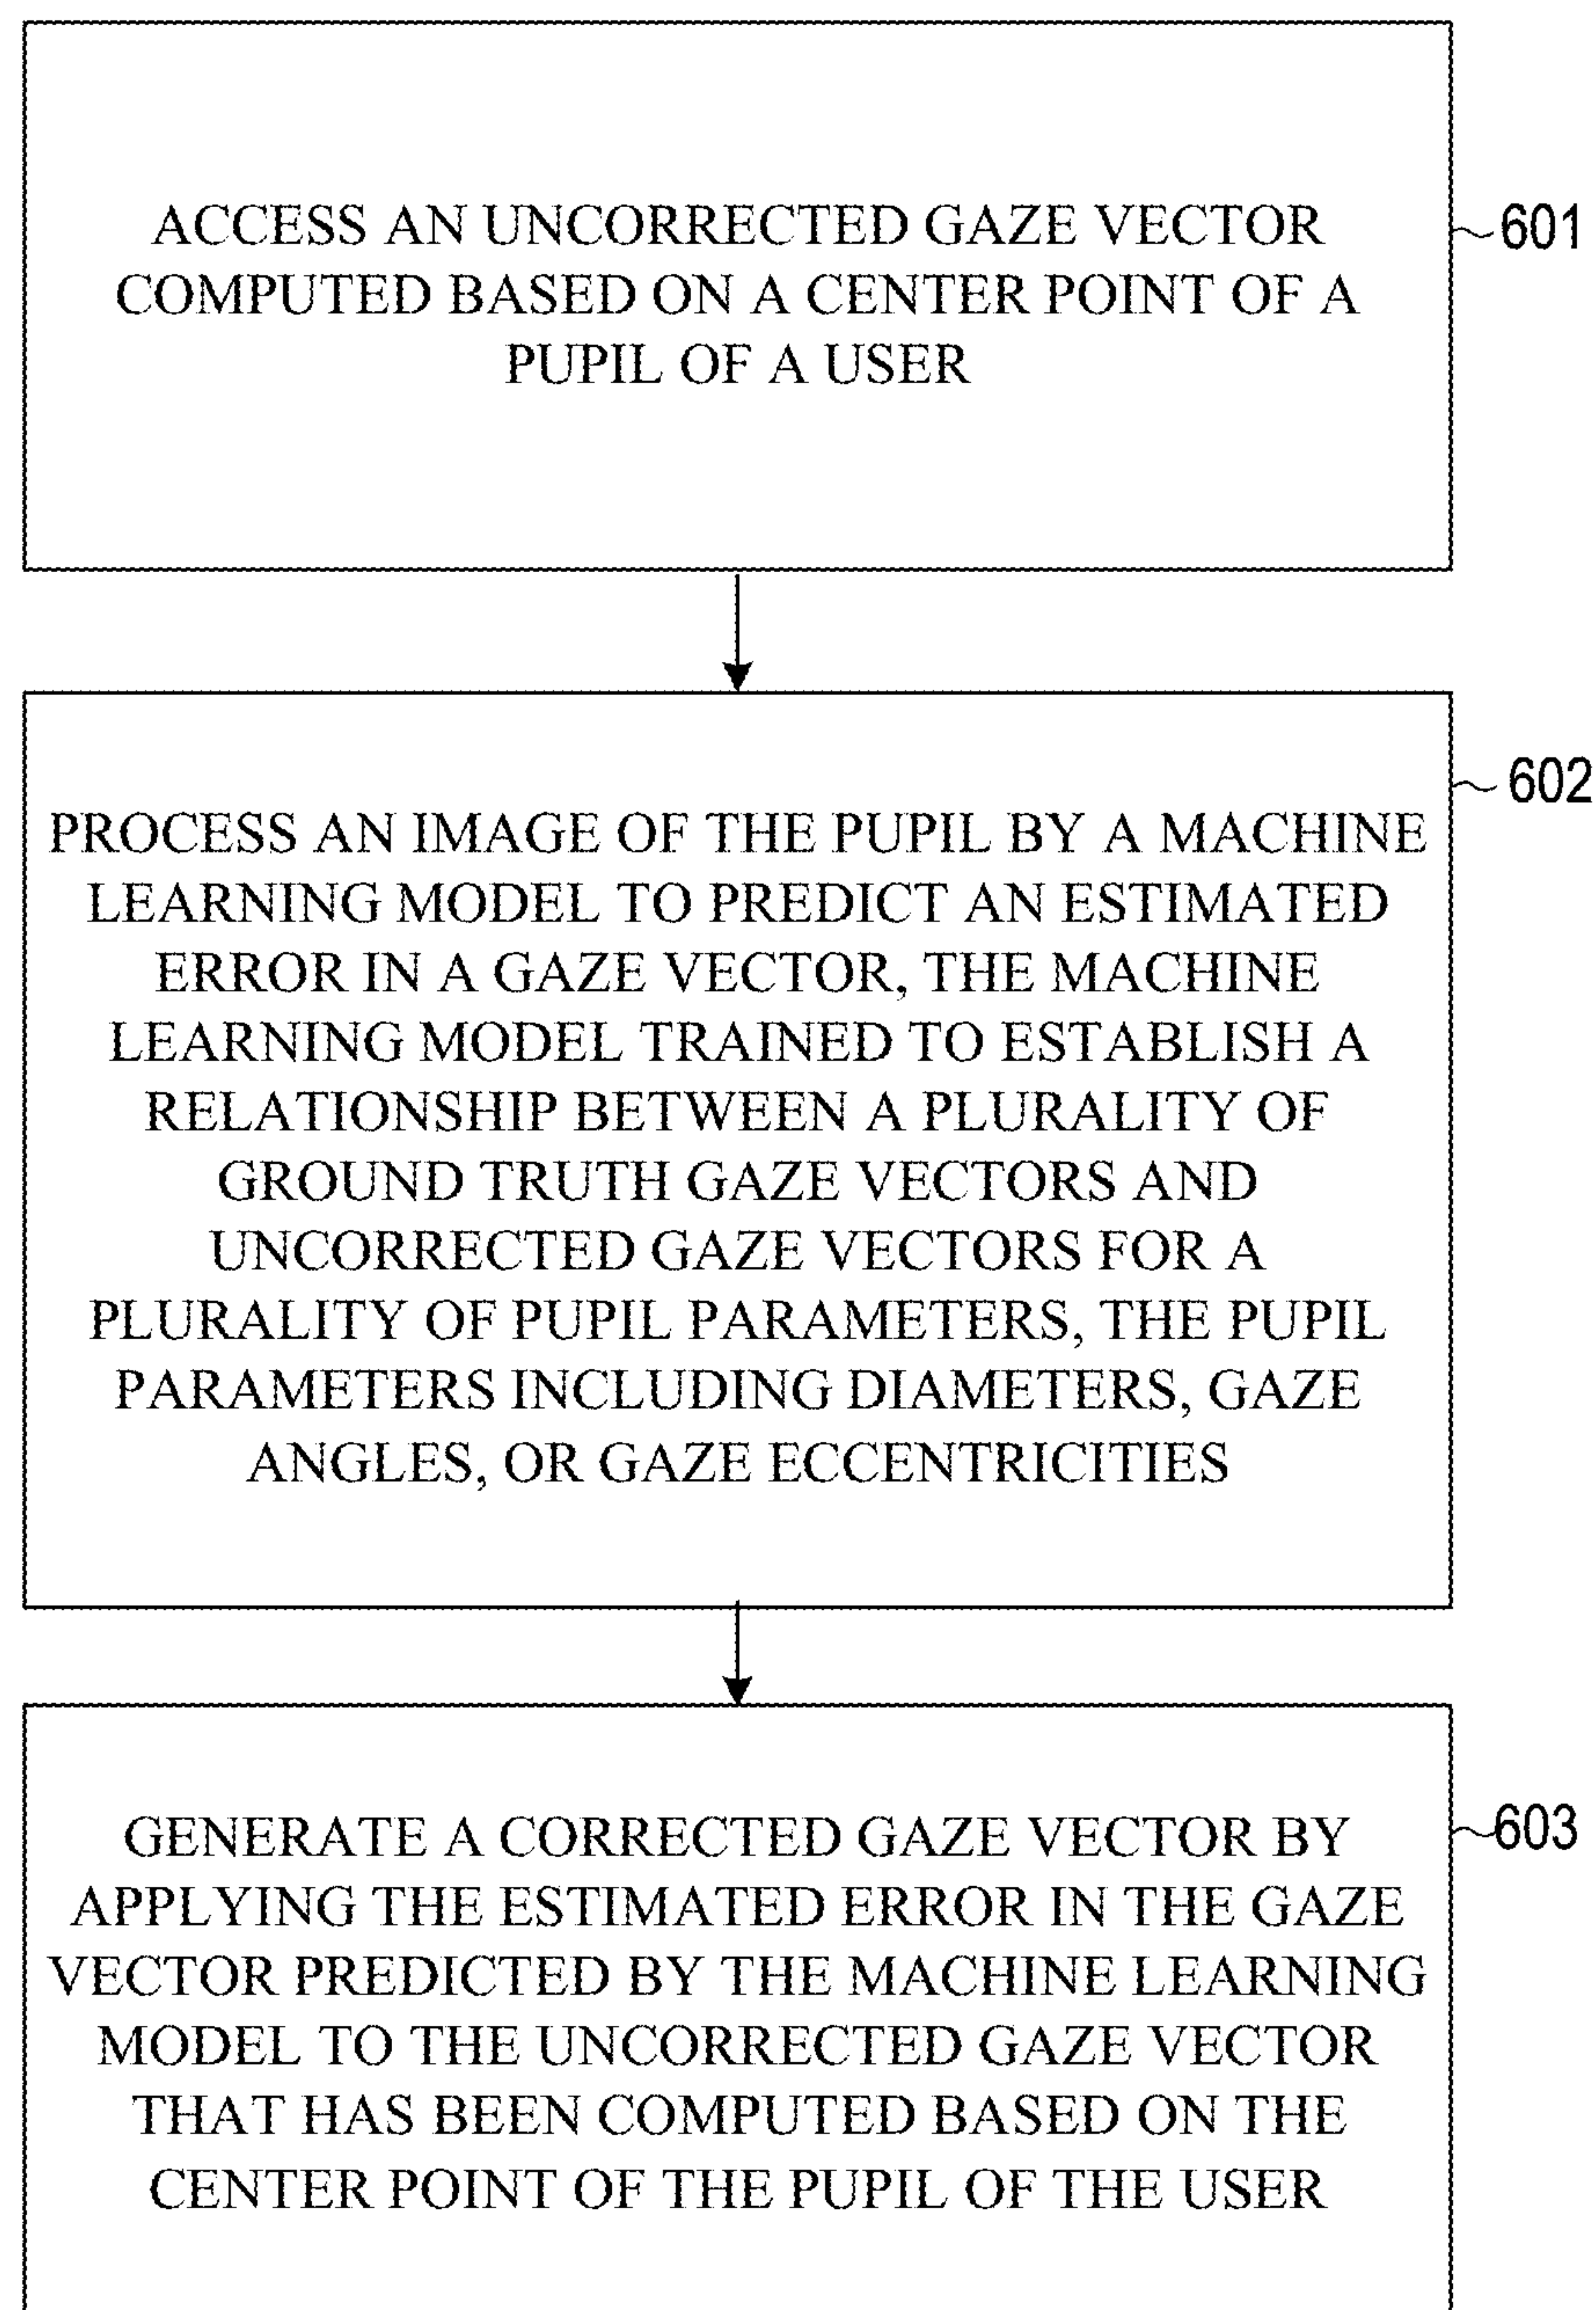 ACCESS AN UNCORRECTED GAZE VECTOR
COMPUTED BASED ON A CENTER POINT OF A
PUPIL OF A USER
601
PROCESS AN IMAGE OF THE PUPIL BY A MACHINE
LEARNING MODEL TO PREDICT AN ESTIMATED
ERROR IN A GAZE VECTOR, THE MACHINE
LEARNING MODEL TRAINED TO ESTABLISH A
RELATIONSHIP BETWEEN A PLURALITY OF
GROUND TRUTH GAZE VECTORS AND
UNCORRECTED GAZE VECTORS FOR A
PLURALITY OF PUPIL PARAMETERS, THE PUPIL
PARAMETERS INCLUDING DIAMETERS, GAZE
ANGLES, OR GAZE ECCENTRICITIES
602
GENERATE A CORRECTED GAZE VECTOR BY
APPLYING THE ESTIMATED ERROR IN THE GAZE
VECTOR PREDICTED BY THE MACHINE LEARNING
MODEL TO THE UNCORRECTED GAZE VECTOR
THAT HAS BEEN COMPUTED BASED ON THE
CENTER POINT OF THE PUPIL OF THE USER
603